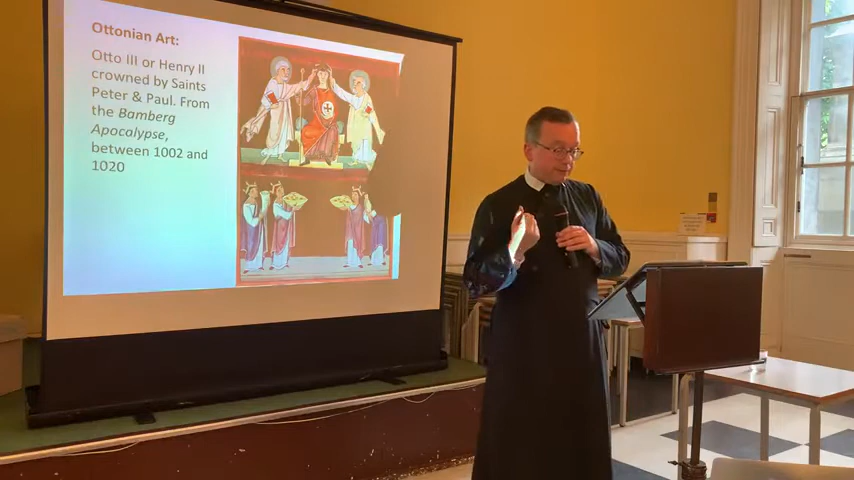 Ottonian Art:
Otto III or Henry II
crowned by Saints
Peter & Paul. From
the Bamberg
Apocalypse,
between 1002 and
1020